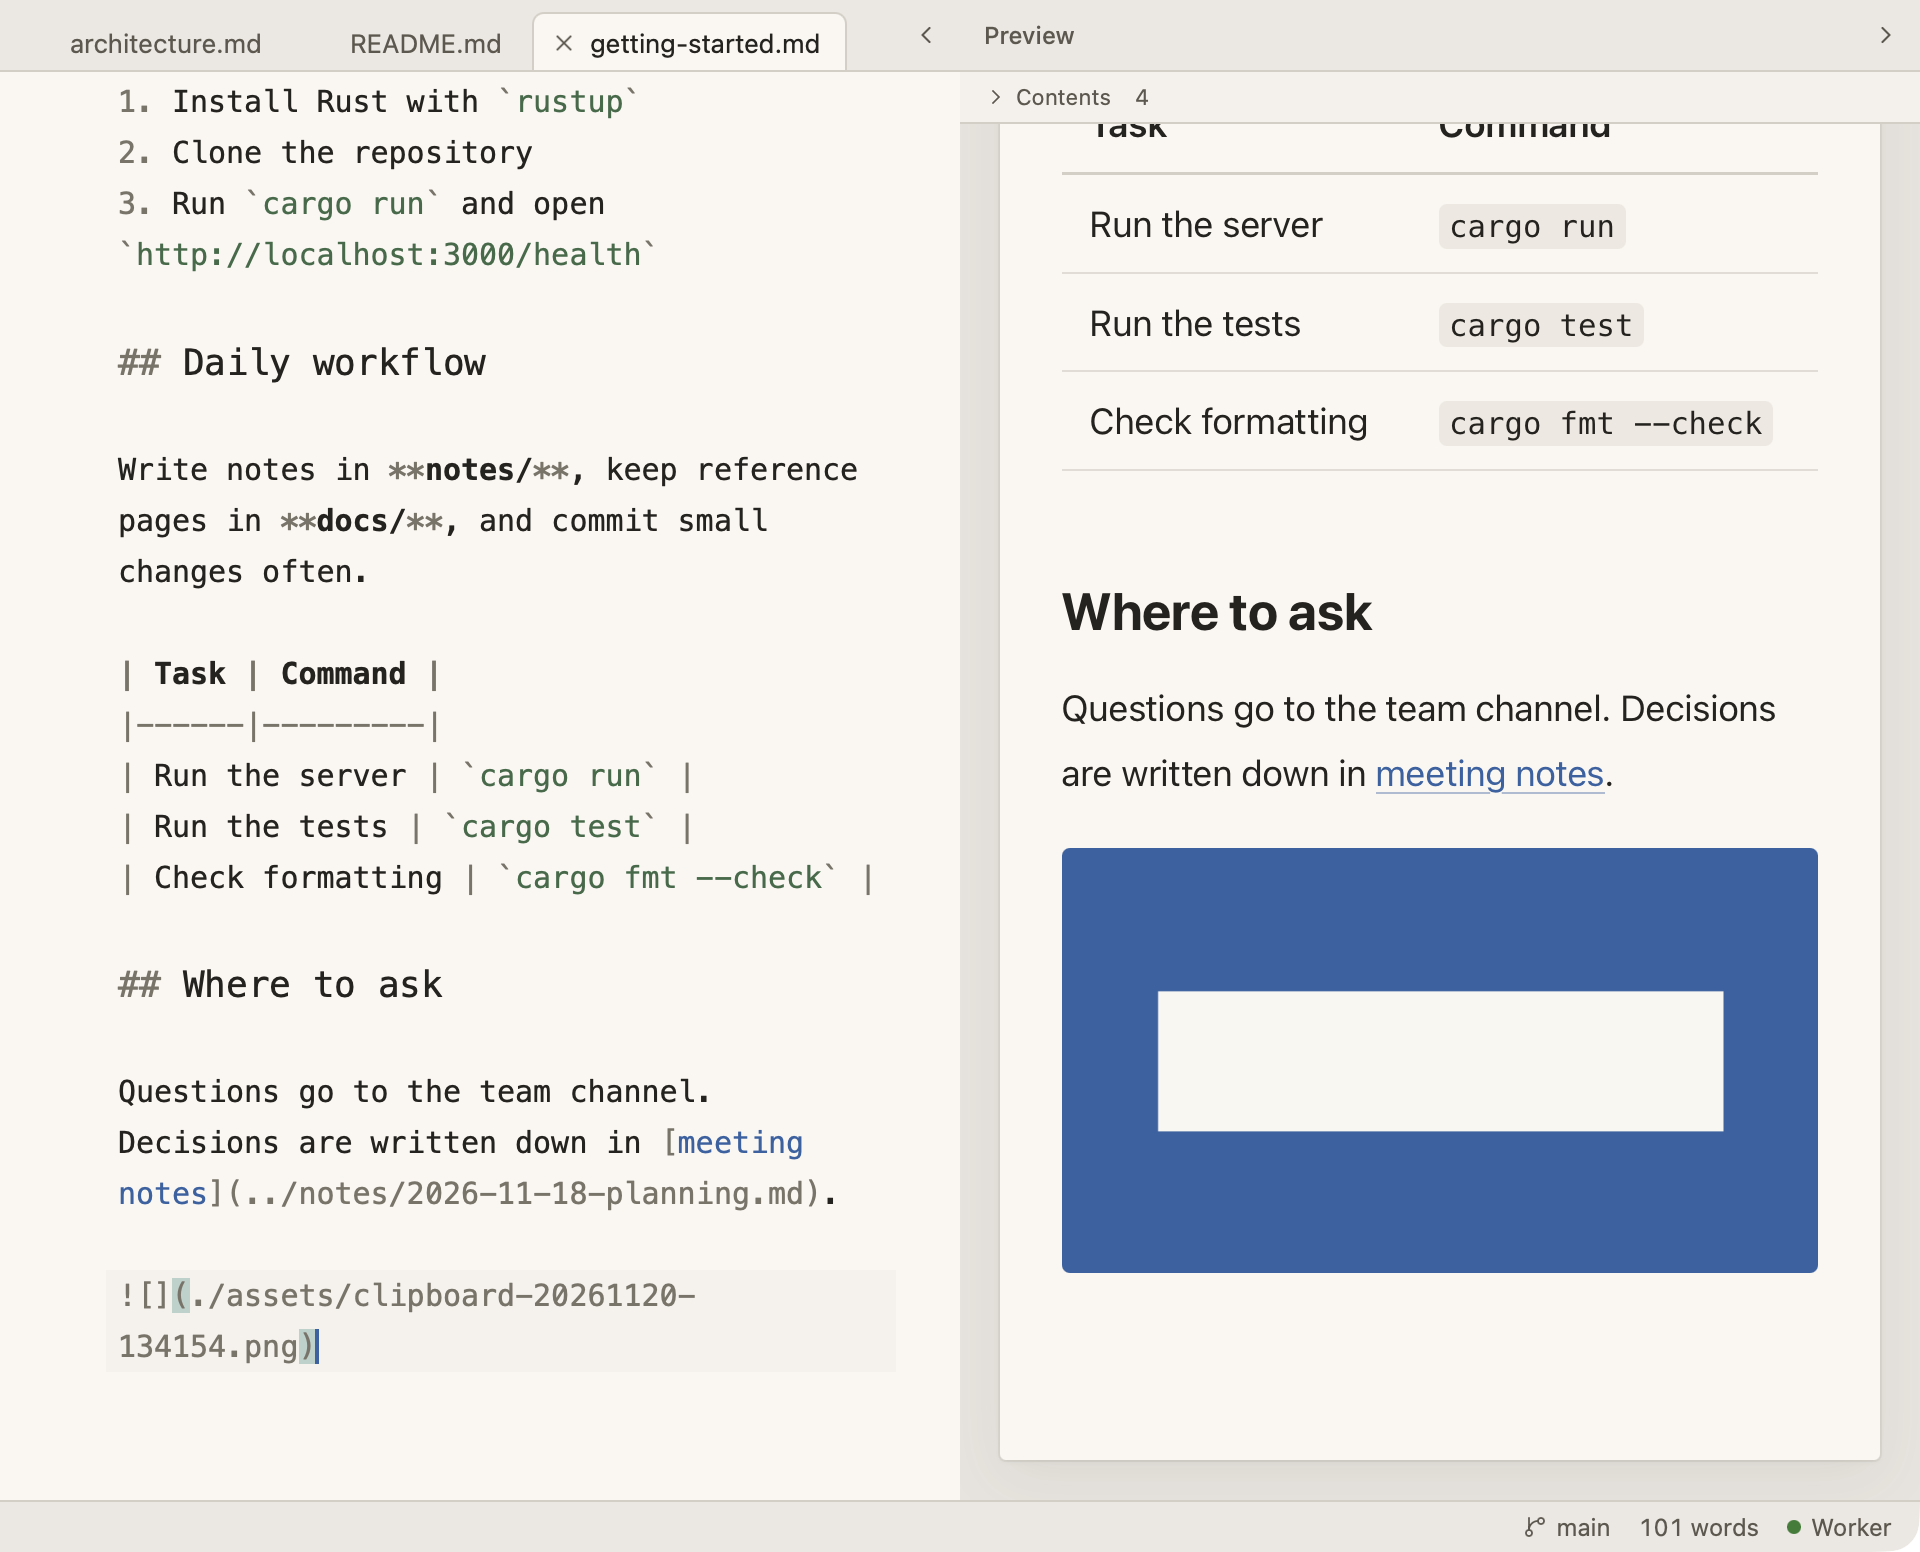 architecture.md
README.md
getting-started.md
1. Install Rust with `rustup`
2. Clone the repository
3. Run `cargo run` and open
`http://localhost:3000/health`
## Daily workflow
Write notes in **notes/**, keep reference
pages in **docs/**, and commit small
changes often.
| Task | Command |
|------|---------|
| Run the server | `cargo run` |
| Run the tests | `cargo test` |
| Check formatting | `cargo fmt --check` |
## Where to ask
Questions go to the team channel.
Decisions are written down in [meeting
notes](../notes/2026-11-18-planning.md).
![](./assets/clipboard-20261120-
134154.png)
Preview
Contents 4
Task Command
Run the server cargo run
Run the tests cargo test
Check formatting cargo fmt --check
Where to ask
Questions go to the team channel. Decisions
are written down in meeting notes.
main 101 words Worker